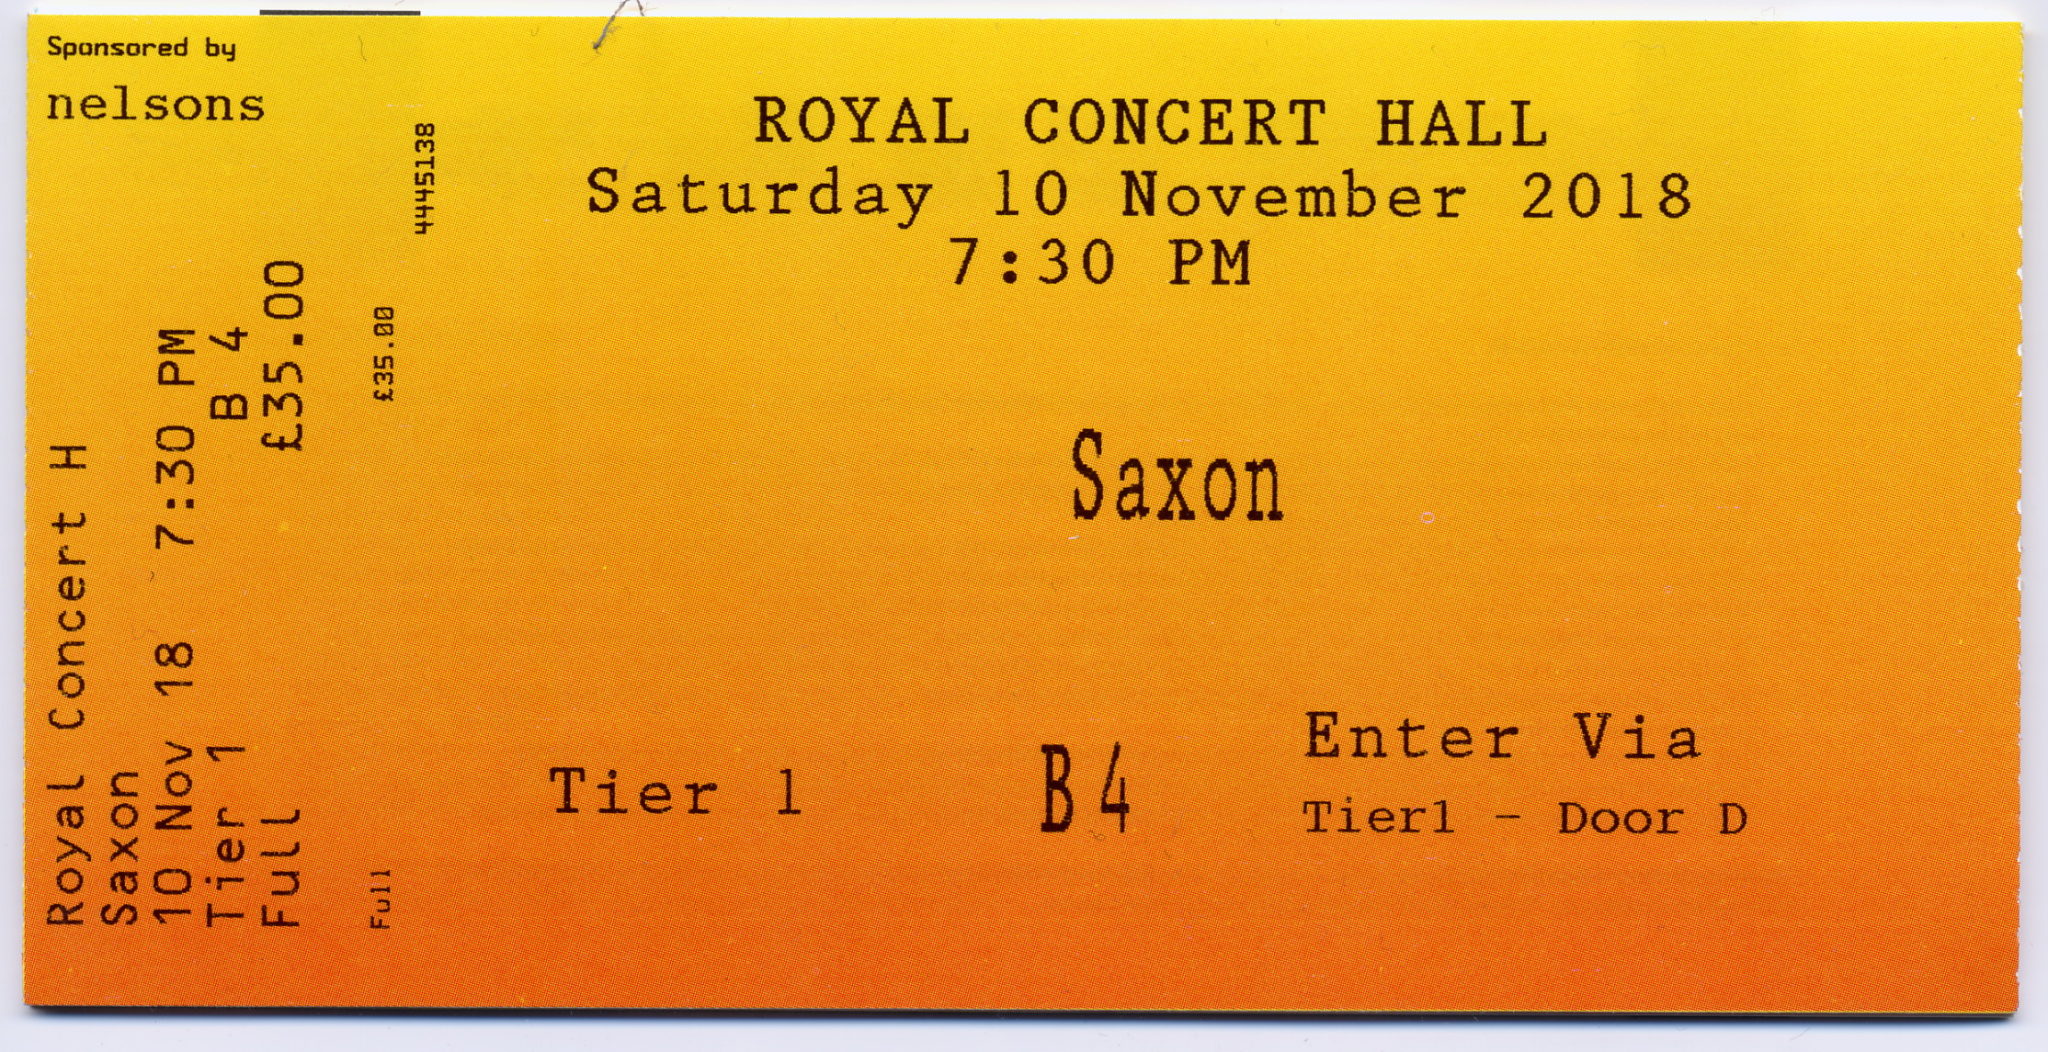 Sponsored by
nelsons
Royal Concert H
Saxon
10 Nov 18 7:30 PM
Tier 1 B 4
Full £35.00
Full £35.00
4445138
ROYAL CONCERT HALL
Saturday 10 November 2018
7:30 PM
Saxon
Tier 1
B 4
Enter Via
Tier1 - Door D